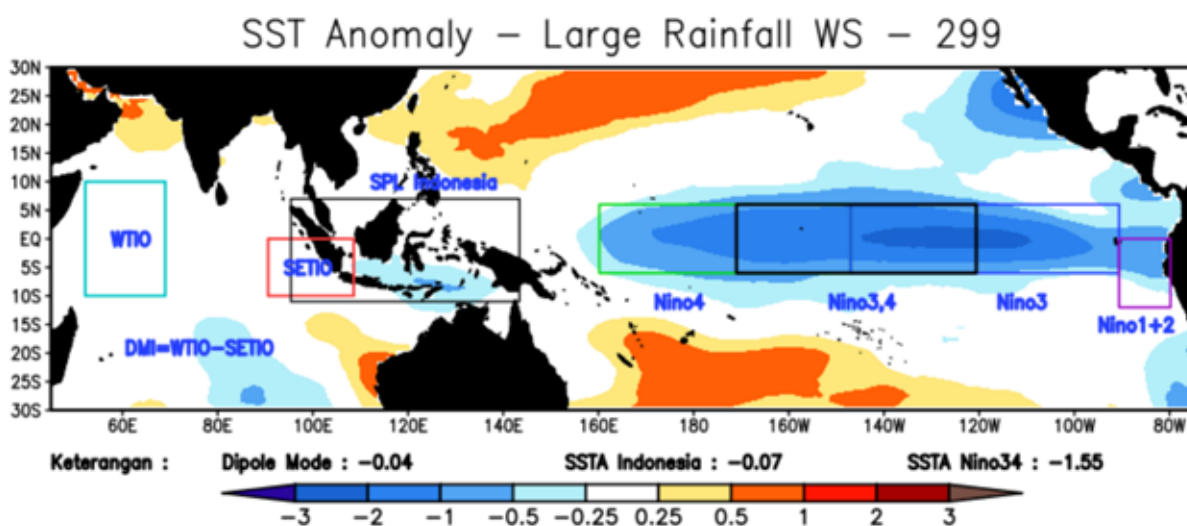 SST Anomaly – Large Rainfall WS – 299
30N
25N
20N
15N
10N
5N
EQ
5S
10S
15S
20S
25S
30S
SPL Indonesia
WTIO
SETIO
Nino4
Nino3,4
Nino3
Nino1+2
DMI=WTIO-SETIO
60E 80E 100E 120E 140E 160E 180 160W 140W 120W 100W 80W
Keterangan : Dipole Mode : -0.04 SSTA Indonesia : -0.07 SSTA Nino34 : -1.55
-3 -2 -1 -0.5 -0.25 0.25 0.5 1 2 3